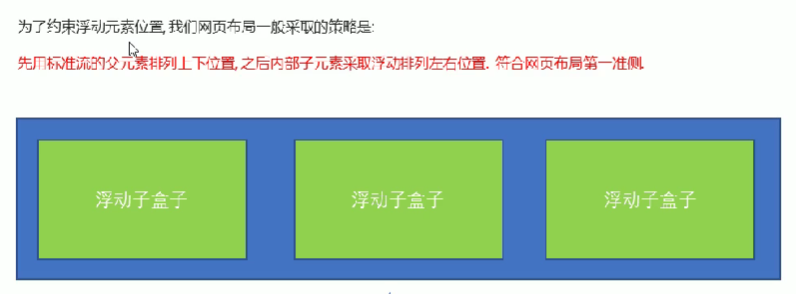 为了约束浮动元素位置,我们网页布局一般采取的策略是:
先用标准流的父元素排列上下位置,之后内部子元素采取浮动排列左右位置. 符合网页布局第一准侧.
浮动子盒子
浮动子盒子
浮动子盒子